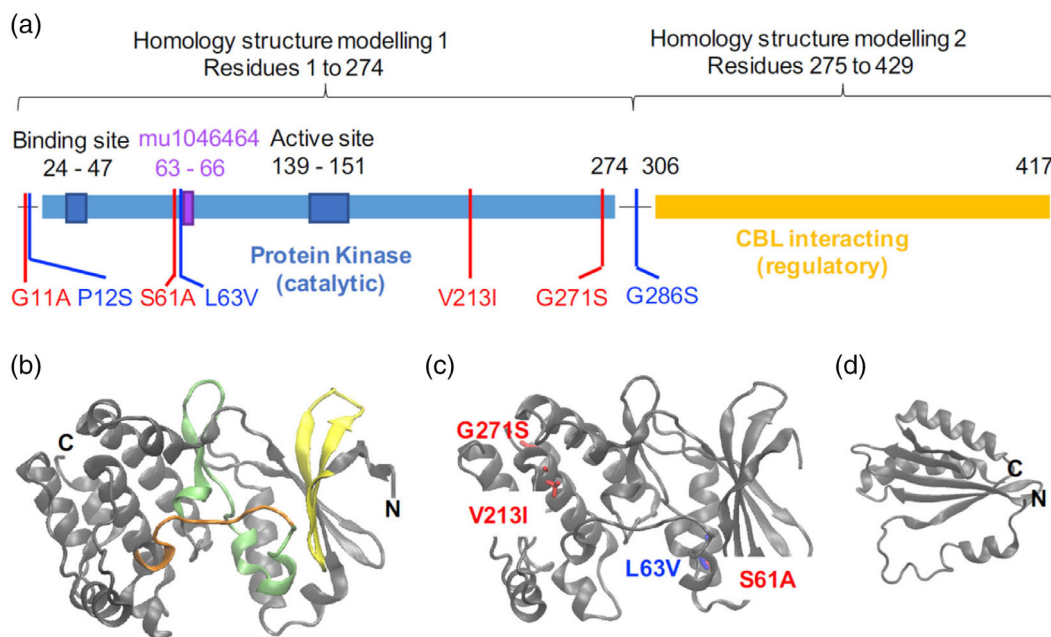 (a)
Homology structure modelling 1
Residues 1 to 274
Homology structure modelling 2
Residues 275 to 429
Binding site
24 - 47
mu1046464
63 - 66
Active site
139 - 151
274
306
417
Protein Kinase
(catalytic)
CBL interacting
(regulatory)
G11A
P12S
S61A
L63V
V213I
G271S
G286S
(b)
C
N
(c)
G271S
V213I
L63V
S61A
(d)
C
N